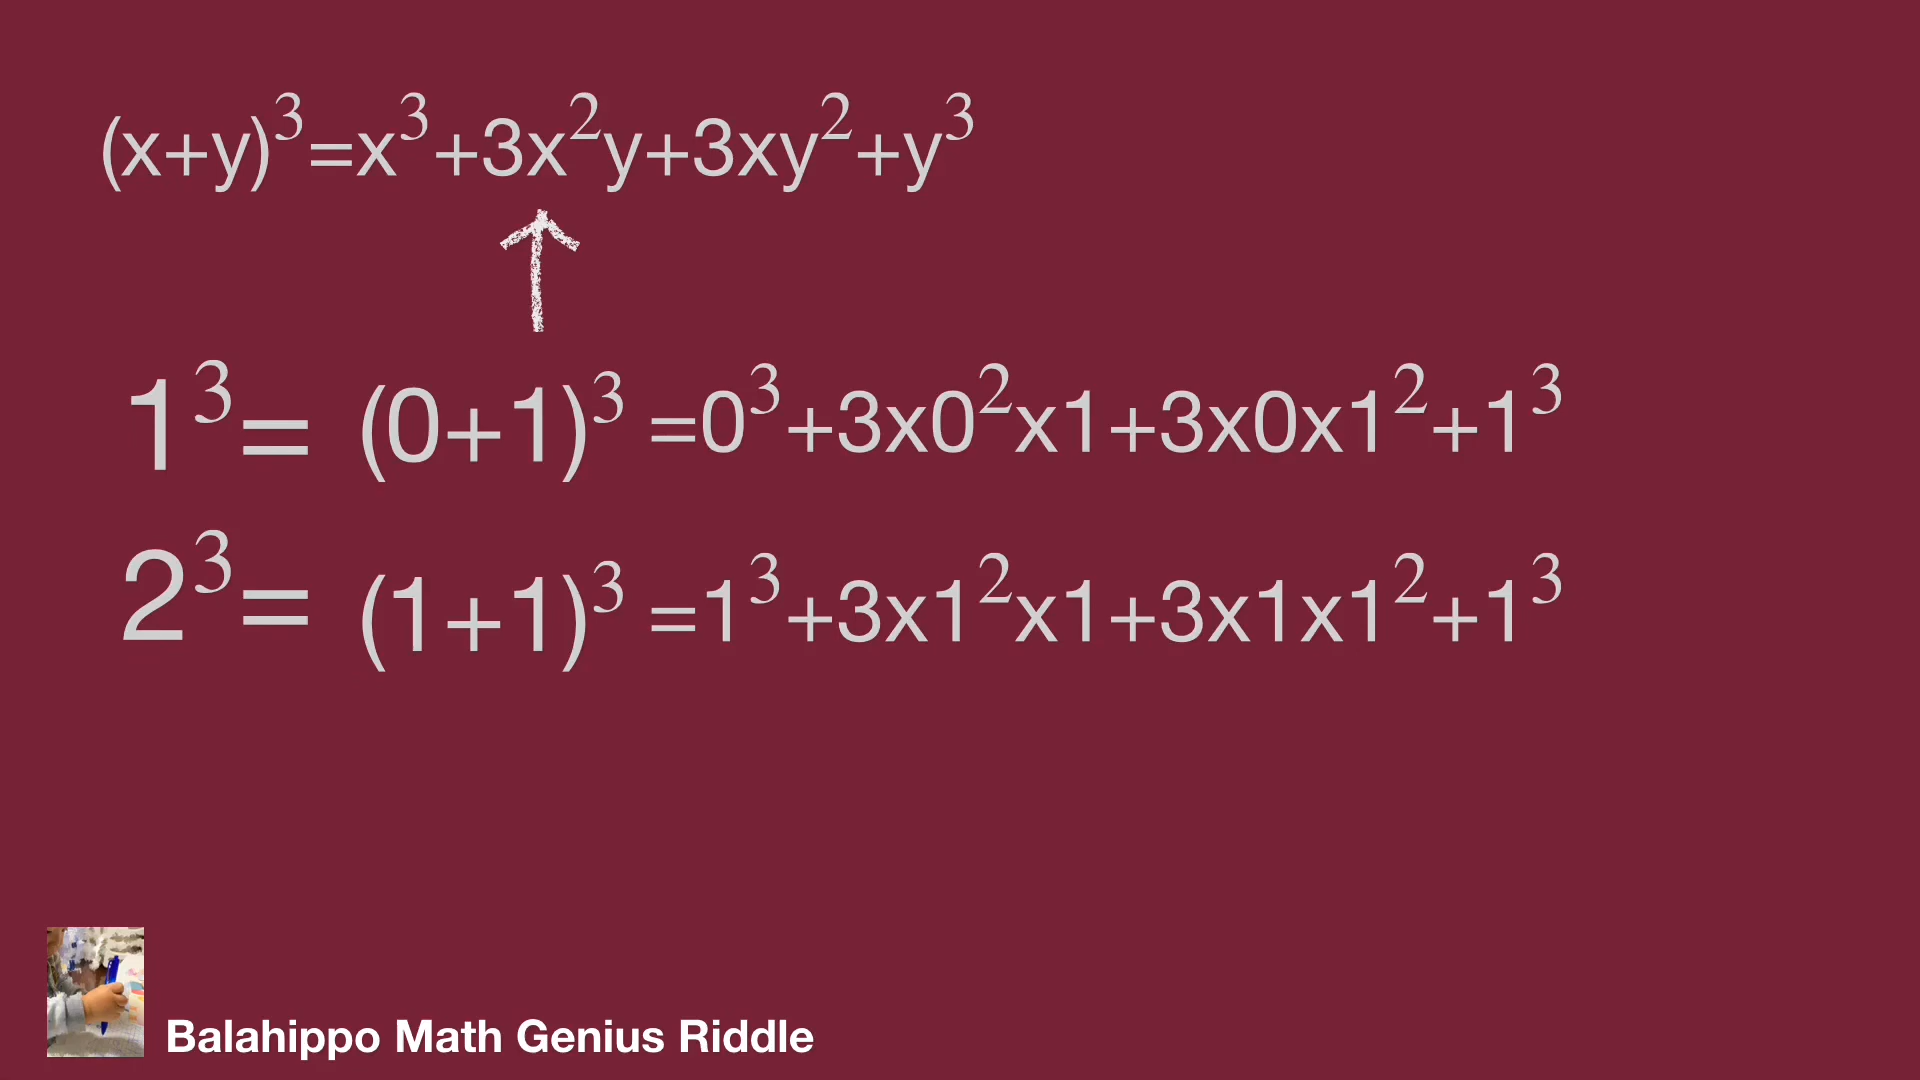 (x+y)³=x³+3x²y+3xy²+y³
1³= (0+1)³ =0³+3x0²x1+3x0x1²+1³
2³= (1+1)³ =1³+3x1²x1+3x1x1²+1³
Balahippo Math Genius Riddle